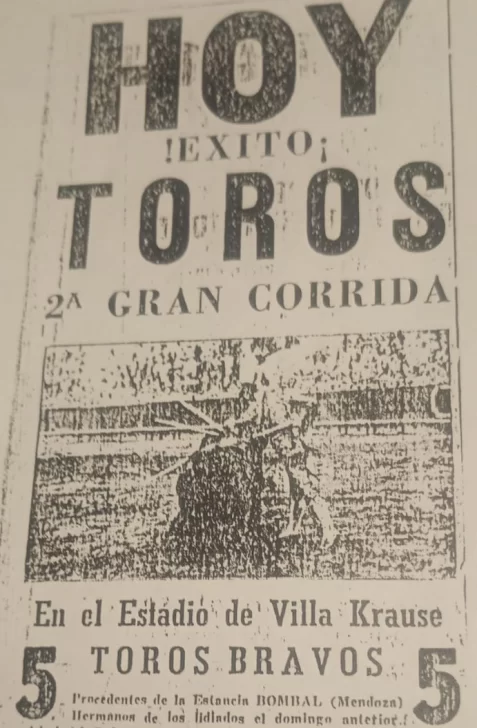 HOY
!EXITO¡
TOROS
2ª GRAN CORRIDA
En el Estadio de Villa Krause
5 TOROS BRAVOS 5
Procedentes de la Estancia BOMBAL (Mendoza)
Hermanos de los lidiados el domingo anterior.